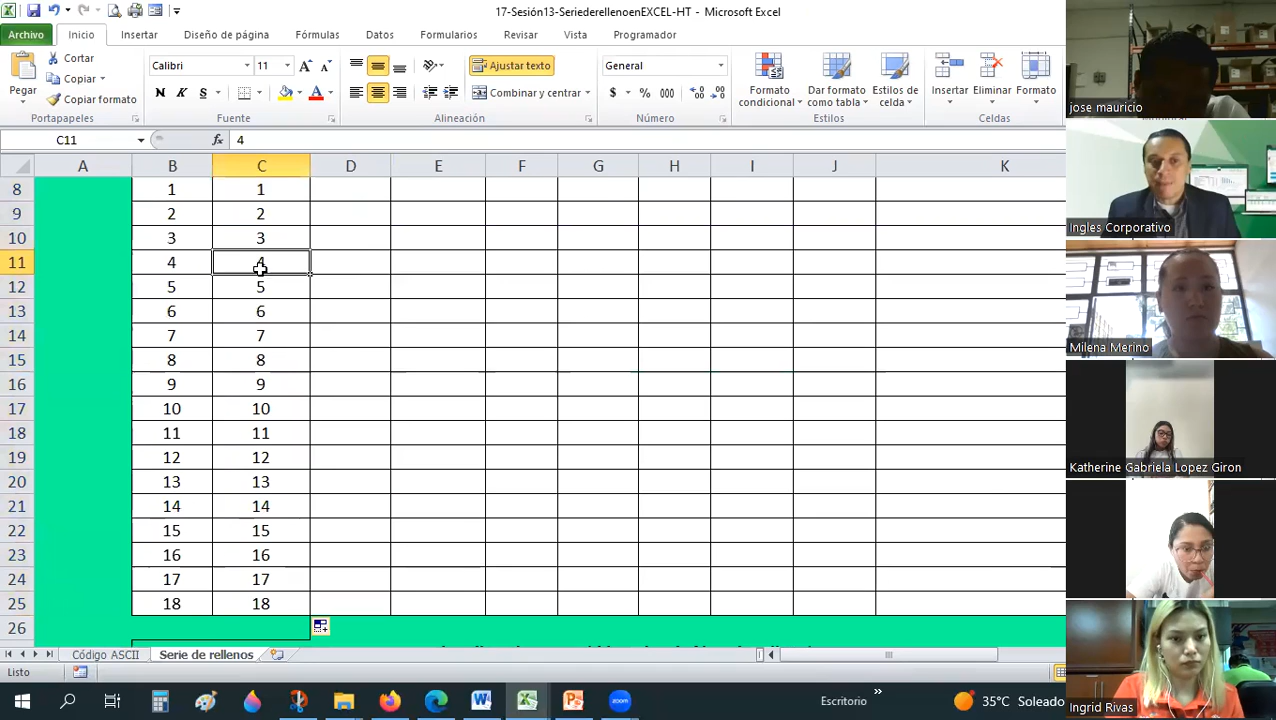 17-Sesión13-SeriederellenoenEXCEL-HT - Microsoft Excel
Archivo Inicio Insertar Diseño de página Fórmulas Datos Formularios Revisar Vista Programador
Pegar
Cortar
Copiar
Copiar formato
Portapapeles
Calibri 11
N K S
Fuente
Ajustar texto
Combinar y centrar
Alineación
General
$ % 000
Número
Formato condicional
Dar formato como tabla
Estilos de celda
Estilos
Insertar Eliminar Formato
Celdas
C11 fx 4
A B C D E F G H I J K
8 1 1
9 2 2
10 3 3
11 4 4
12 5 5
13 6 6
14 7 7
15 8 8
16 9 9
17 10 10
18 11 11
19 12 12
20 13 13
21 14 14
22 15 15
23 16 16
24 17 17
25 18 18
26
Código ASCII Serie de rellenos
Listo
Escritorio » 35°C Soleado
zoom
jose mauricio
Ingles Corporativo
Milena Merino
Katherine Gabriela Lopez Giron
Ingrid Rivas